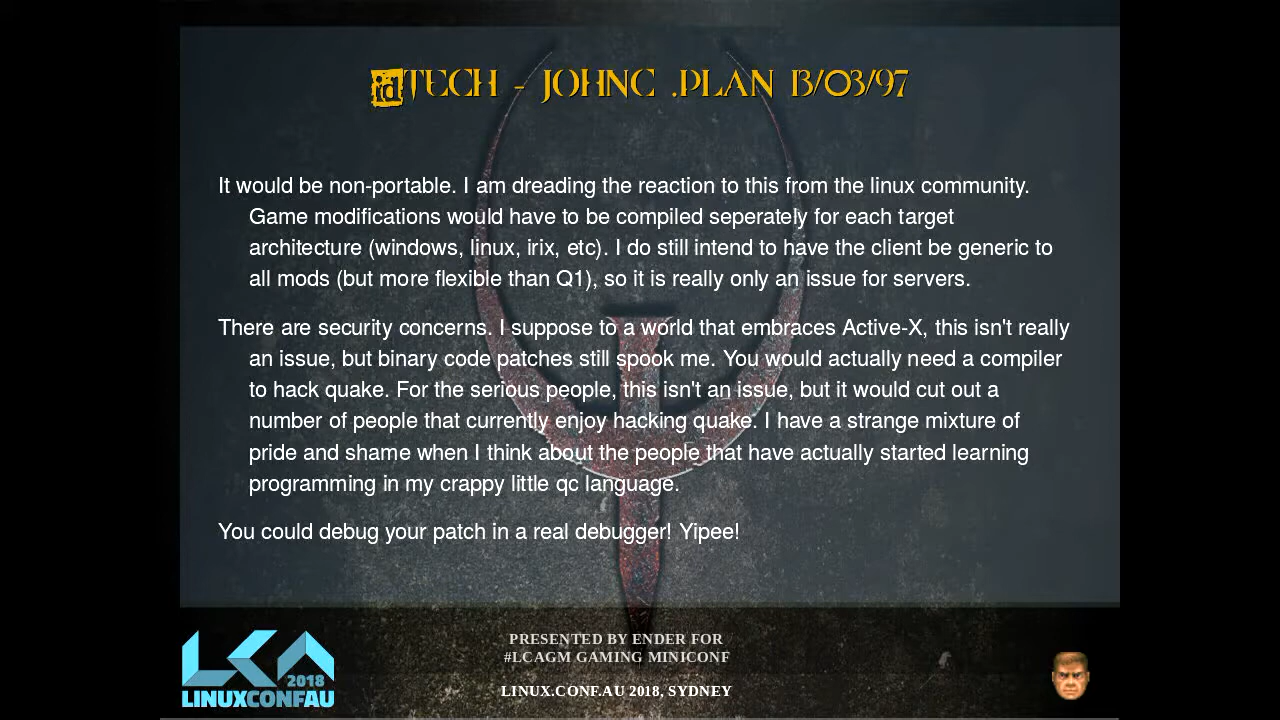 idTECH - JOHNC .PLAN 13/03/97
It would be non-portable. I am dreading the reaction to this from the linux community.
Game modifications would have to be compiled seperately for each target
architecture (windows, linux, irix, etc). I do still intend to have the client be generic to
all mods (but more flexible than Q1), so it is really only an issue for servers.
There are security concerns. I suppose to a world that embraces Active-X, this isn't really
an issue, but binary code patches still spook me. You would actually need a compiler
to hack quake. For the serious people, this isn't an issue, but it would cut out a
number of people that currently enjoy hacking quake. I have a strange mixture of
pride and shame when I think about the people that have actually started learning
programming in my crappy little qc language.
You could debug your patch in a real debugger! Yipee!
LCA
2018
LINUXCONFAU
PRESENTED BY ENDER FOR
#LCAGM GAMING MINICONF
LINUX.CONF.AU 2018, SYDNEY